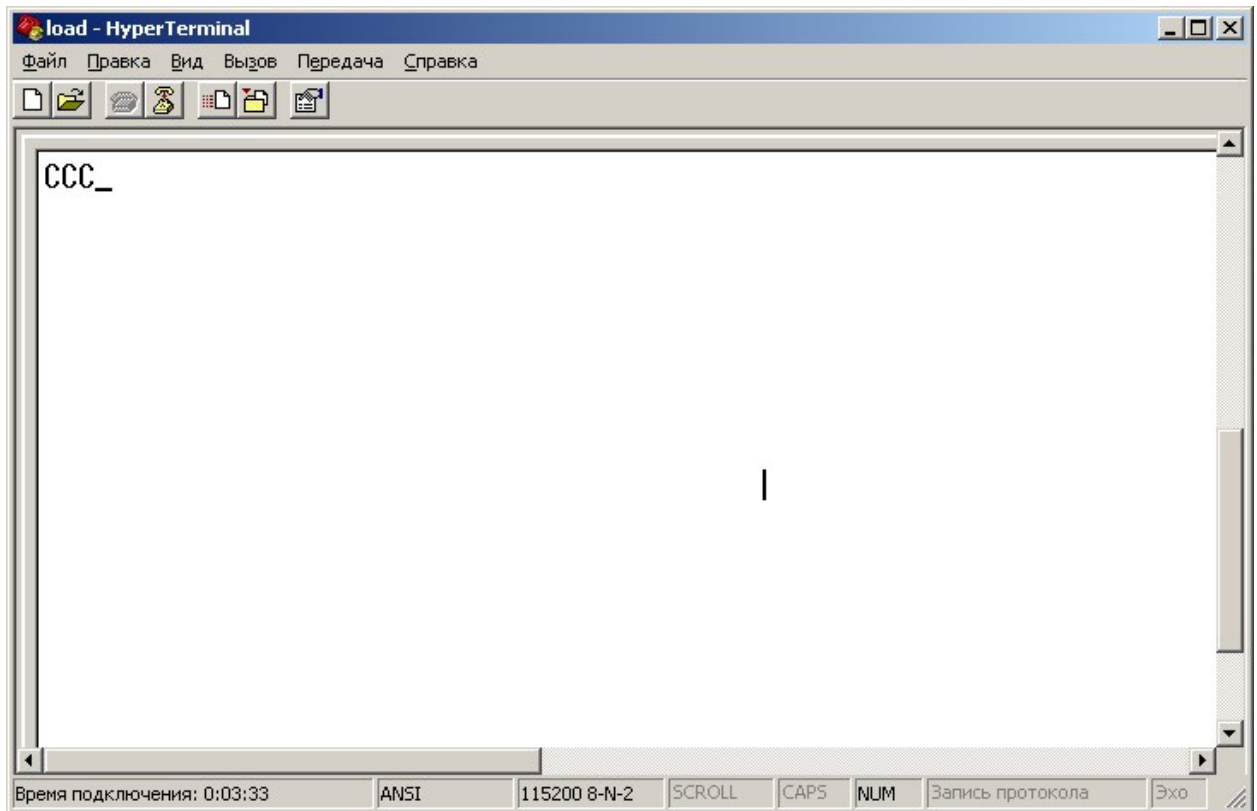 load - HyperTerminal
Файл Правка Вид Вызов Передача Справка
CCC_
Время подключения: 0:03:33 ANSI 115200 8-N-2 SCROLL CAPS NUM Запись протокола Эхо